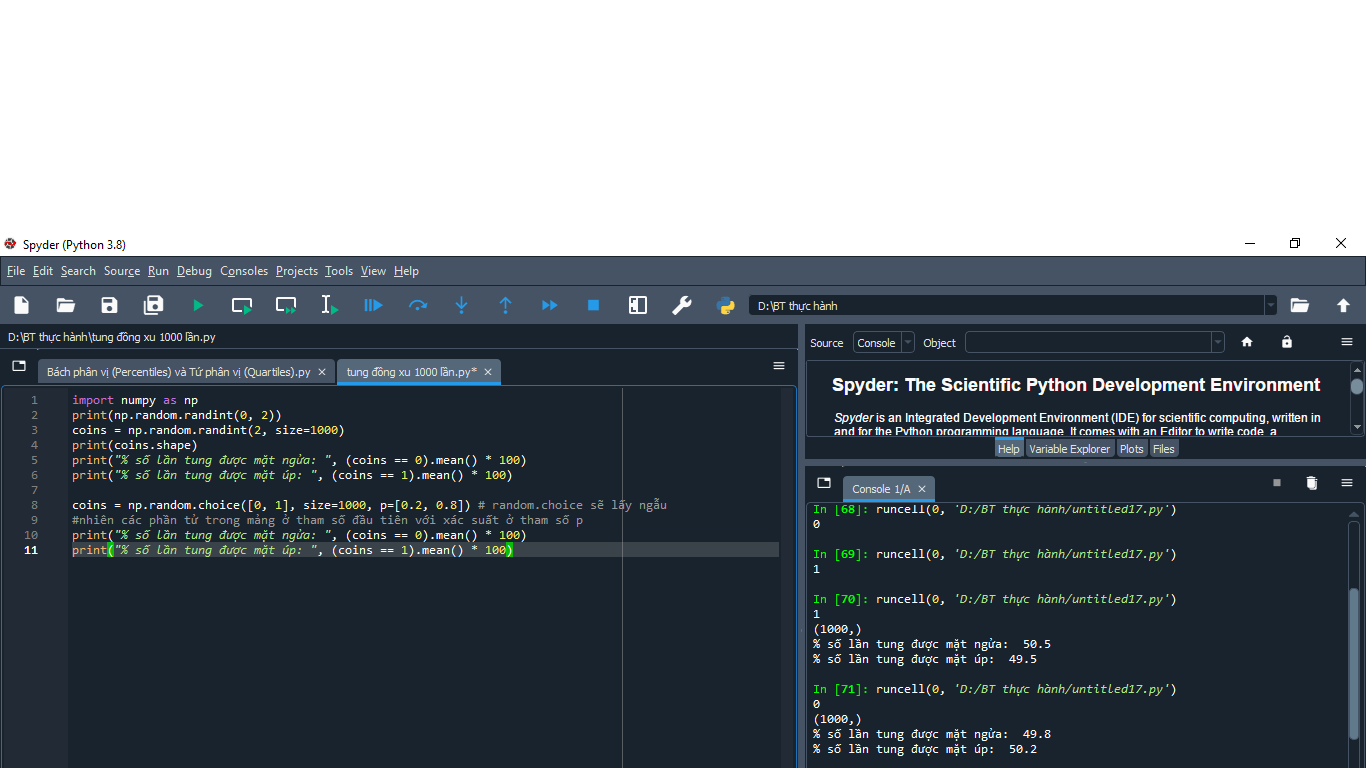 Spyder (Python 3.8)
File Edit Search Source Run Debug Consoles Projects Tools View Help
D:\BT thực hành
D:\BT thực hành\tung đồng xu 1000 lần.py
Bách phân vị (Percentiles) và Tứ phân vị (Quartiles).py
tung đồng xu 1000 lần.py*
1 import numpy as np
2 print(np.random.randint(0, 2))
3 coins = np.random.randint(2, size=1000)
4 print(coins.shape)
5 print("% số lần tung được mặt ngửa: ", (coins == 0).mean() * 100)
6 print("% số lần tung được mặt úp: ", (coins == 1).mean() * 100)
7
8 coins = np.random.choice([0, 1], size=1000, p=[0.2, 0.8]) # random.choice sẽ lấy ngẫu
9 #nhiên các phần tử trong mảng ở tham số đầu tiên với xác suất ở tham số p
10 print("% số lần tung được mặt ngửa: ", (coins == 0).mean() * 100)
11 print("% số lần tung được mặt úp: ", (coins == 1).mean() * 100)
Source Console Object
Spyder: The Scientific Python Development Environment
Spyder is an Integrated Development Environment (IDE) for scientific computing, written in
and for the Python programming language. It comes with an Editor to write code, a
Help Variable Explorer Plots Files
Console 1/A
In [68]: runcell(0, 'D:/BT thực hành/untitled17.py')
0
In [69]: runcell(0, 'D:/BT thực hành/untitled17.py')
1
In [70]: runcell(0, 'D:/BT thực hành/untitled17.py')
1
(1000,)
% số lần tung được mặt ngửa:  50.5
% số lần tung được mặt úp:  49.5
In [71]: runcell(0, 'D:/BT thực hành/untitled17.py')
0
(1000,)
% số lần tung được mặt ngửa:  49.8
% số lần tung được mặt úp:  50.2